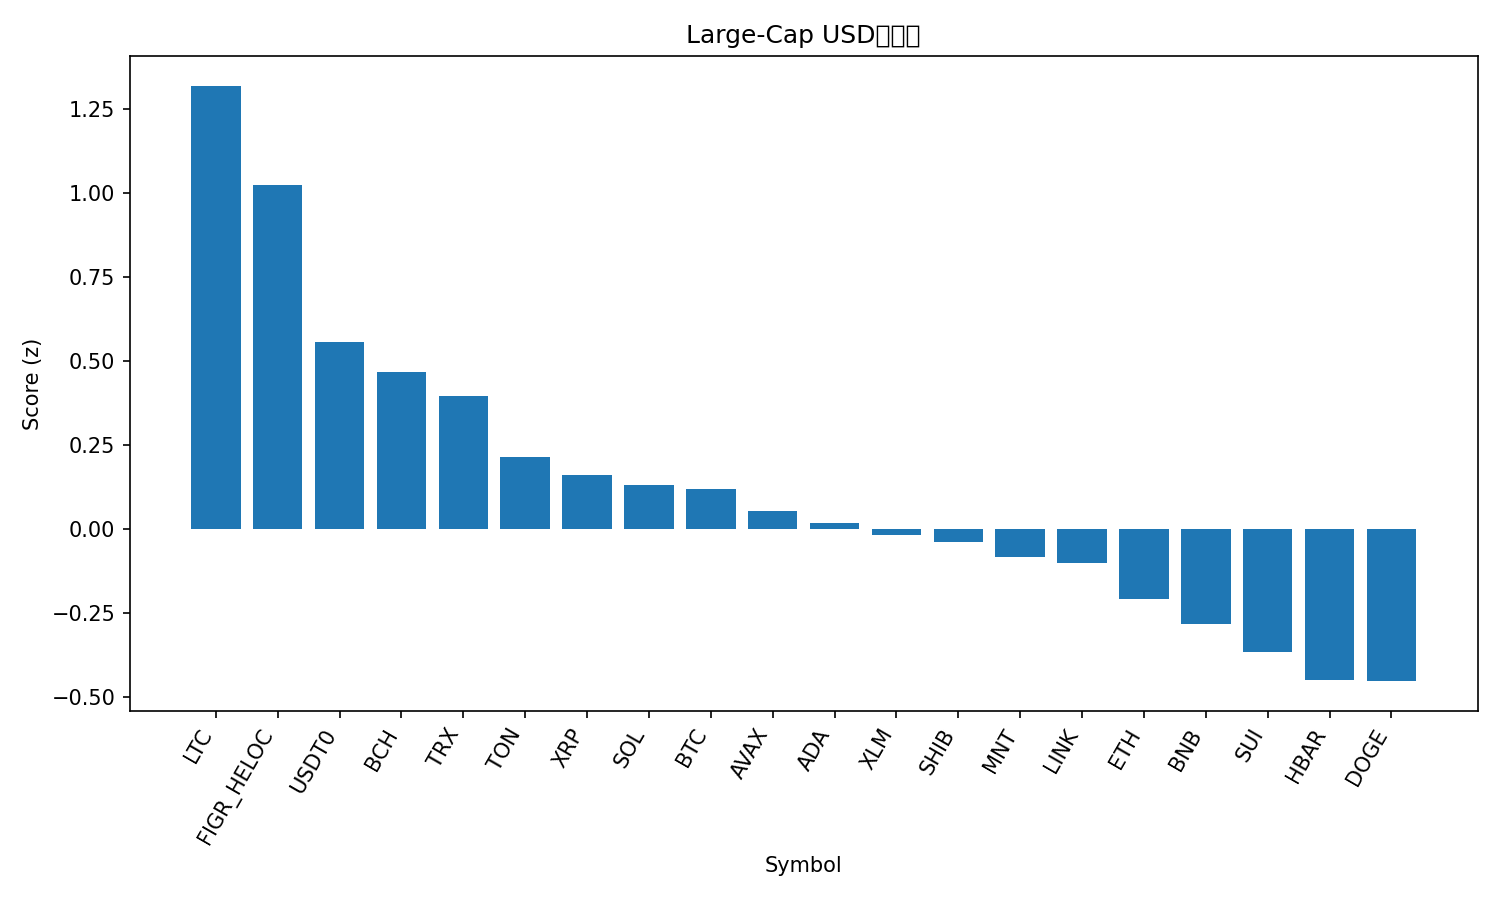 Large-Cap USD
1.25
1.00
0.75
0.50
0.25
0.00
−0.25
−0.50
Score (z)
LTC
FIGR_HELOC
USDT0
BCH
TRX
TON
XRP
SOL
BTC
AVAX
ADA
XLM
SHIB
MNT
LINK
ETH
BNB
SUI
HBAR
DOGE
Symbol